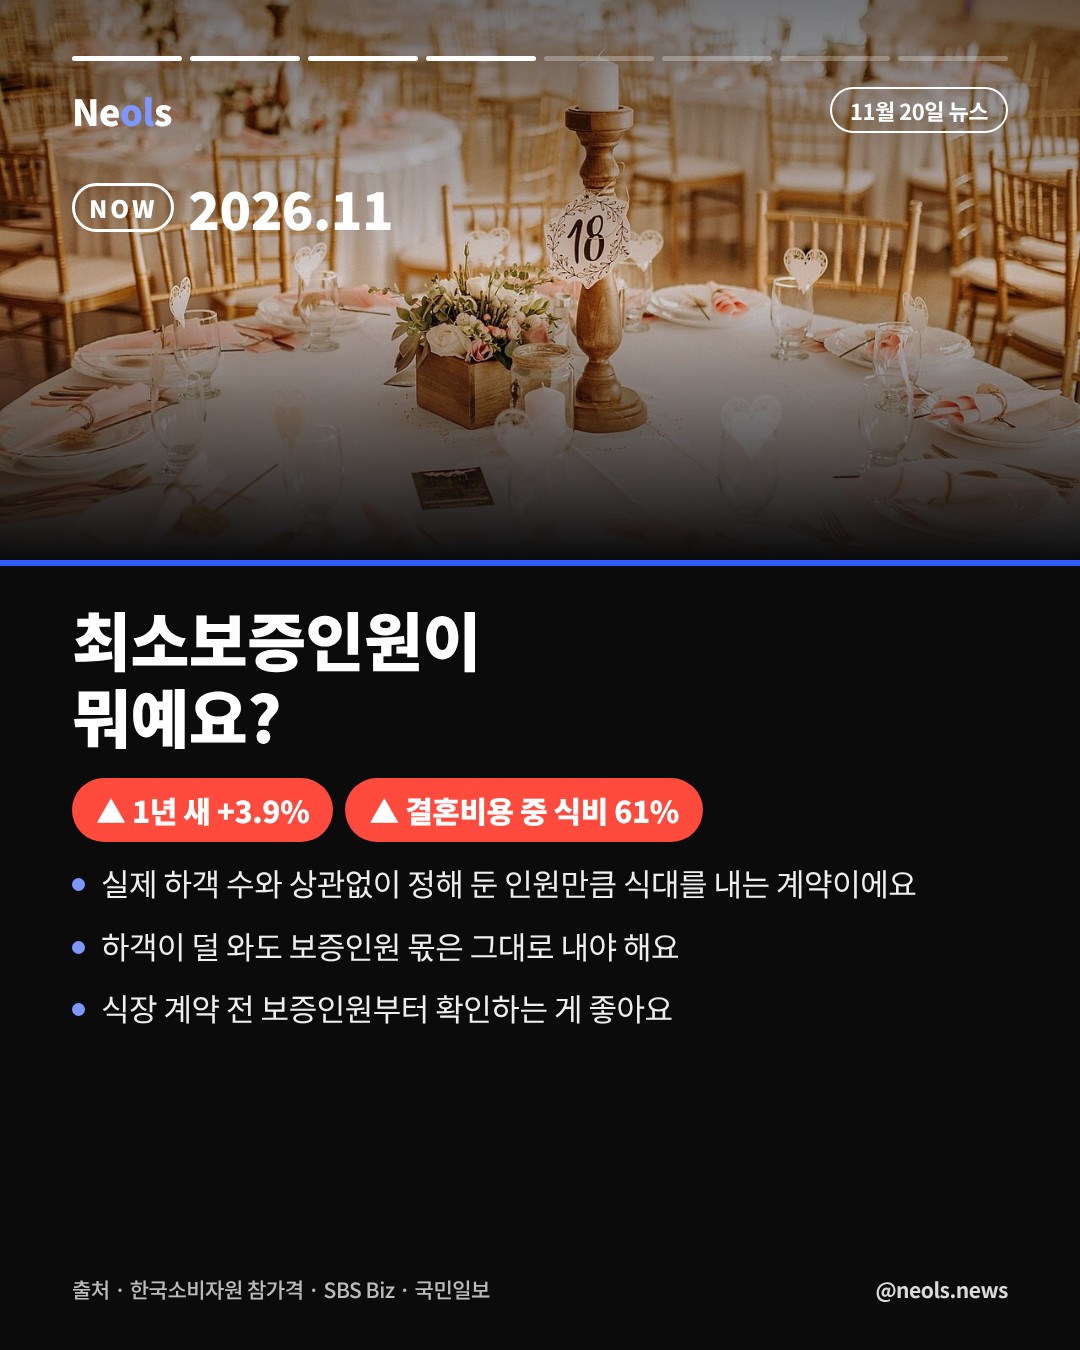 Neols
11월 20일 뉴스
NOW 2026.11
18
최소보증인원이
뭐예요?
▲ 1년 새 +3.9% ▲ 결혼비용 중 식비 61%
• 실제 하객 수와 상관없이 정해 둔 인원만큼 식대를 내는 계약이에요
• 하객이 덜 와도 보증인원 몫은 그대로 내야 해요
• 식장 계약 전 보증인원부터 확인하는 게 좋아요
출처 · 한국소비자원 참가격 · SBS Biz · 국민일보
@neols.news